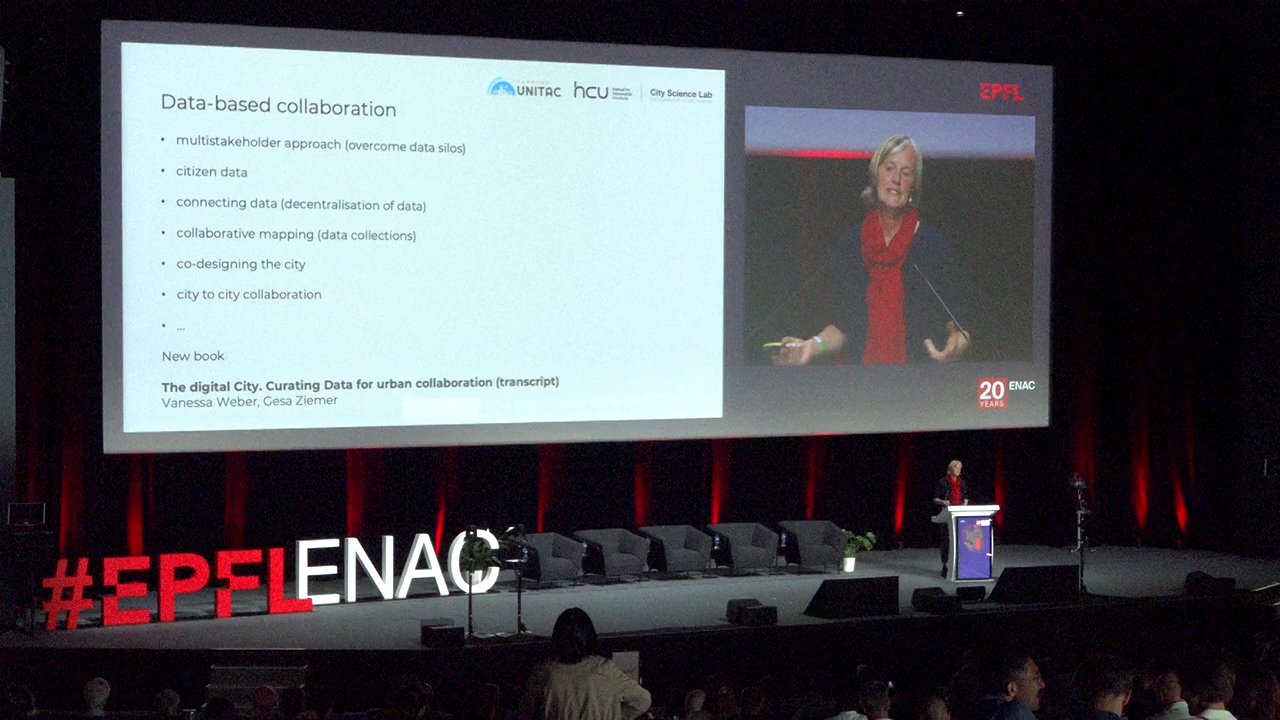 UNITAC
hcu
City Science Lab
Data-based collaboration
• multistakeholder approach (overcome data silos)
• citizen data
• connecting data (decentralisation of data)
• collaborative mapping (data collections)
• co-designing the city
• city to city collaboration
• ...
New book
The digital City. Curating Data for urban collaboration (transcript)
Vanessa Weber, Gesa Ziemer
EPFL
20
YEARS
ENAC
#EPFLENAC